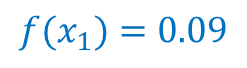 f(x₁) = 0.09